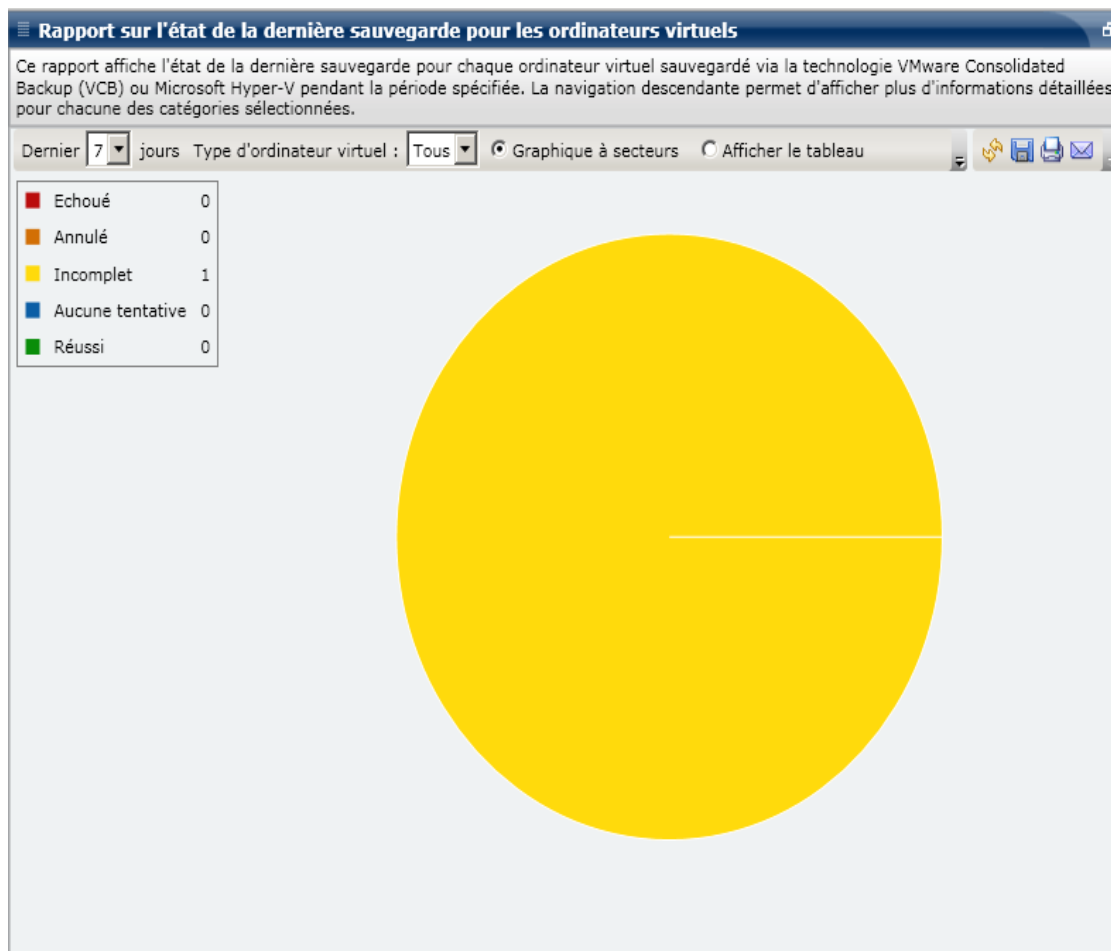 Rapport sur l'état de la dernière sauvegarde pour les ordinateurs virtuels
Ce rapport affiche l'état de la dernière sauvegarde pour chaque ordinateur virtuel sauvegardé via la technologie VMware Consolidated
Backup (VCB) ou Microsoft Hyper-V pendant la période spécifiée. La navigation descendante permet d'afficher plus d'informations détaillées
pour chacune des catégories sélectionnées.
Dernier 7 jours Type d'ordinateur virtuel : Tous Graphique à secteurs Afficher le tableau
Echoué 0
Annulé 0
Incomplet 1
Aucune tentative 0
Réussi 0